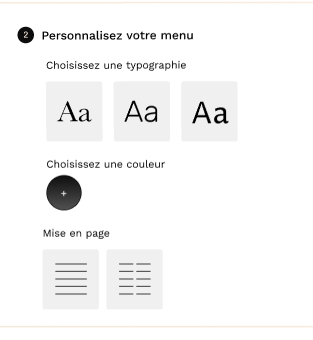 2 Personnalisez votre menu
Choisissez une typographie
Aa Aa Aa
Choisissez une couleur
+
Mise en page